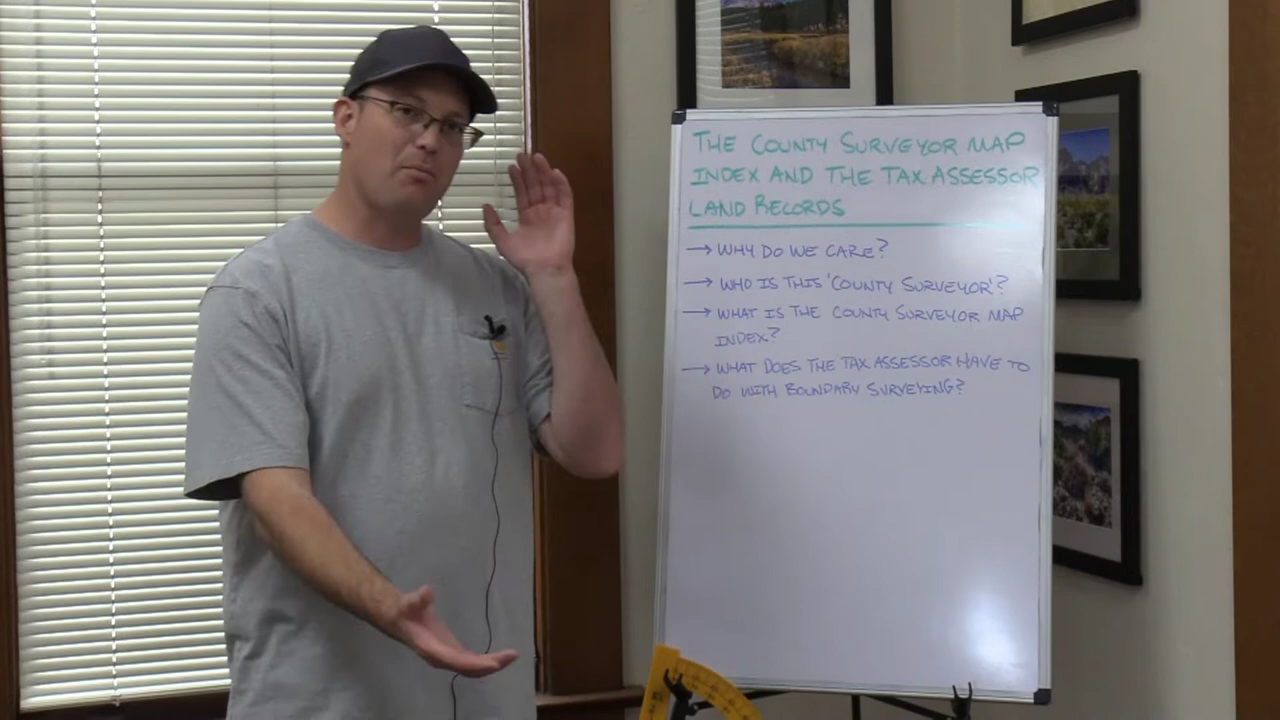 THE COUNTY SURVEYOR MAP
INDEX AND THE TAX ASSESSOR
LAND RECORDS
→ WHY DO WE CARE?
→ WHO IS THIS 'COUNTY SURVEYOR'?
→ WHAT IS THE COUNTY SURVEYOR MAP
INDEX?
→ WHAT DOES THE TAX ASSESSOR HAVE TO
DO WITH BOUNDARY SURVEYING?